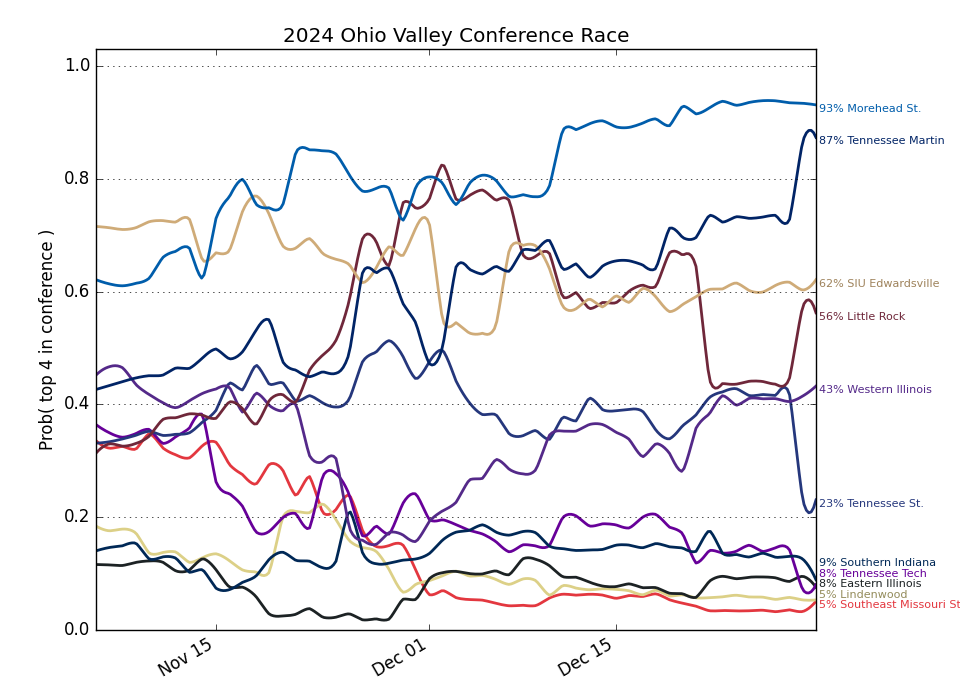 2024 Ohio Valley Conference Race
Prob( top 4 in conference )
1.0
0.8
0.6
0.4
0.2
0.0
Nov 15
Dec 01
Dec 15
93% Morehead St.
87% Tennessee Martin
62% SIU Edwardsville
56% Little Rock
43% Western Illinois
23% Tennessee St.
9% Southern Indiana
8% Tennessee Tech
8% Eastern Illinois
5% Lindenwood
5% Southeast Missouri St